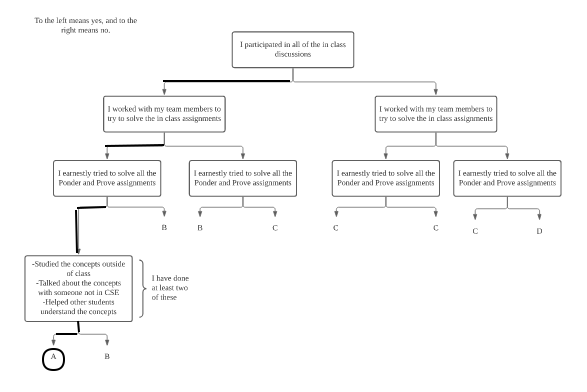 To the left means yes, and to the
right means no.
I participated in all of the in class
discussions
I worked with my team members to
try to solve the in class assignments
I worked with my team members to
try to solve the in class assignments
I earnestly tried to solve all the
Ponder and Prove assignments
I earnestly tried to solve all the
Ponder and Prove assignments
I earnestly tried to solve all the
Ponder and Prove assignments
I earnestly tried to solve all the
Ponder and Prove assignments
B
B
C
C
C
C
D
-Studied the concepts outside
of class
-Talked about the concepts
with someone not in CSE
-Helped other students
understand the concepts
I have done
at least two
of these
A
B